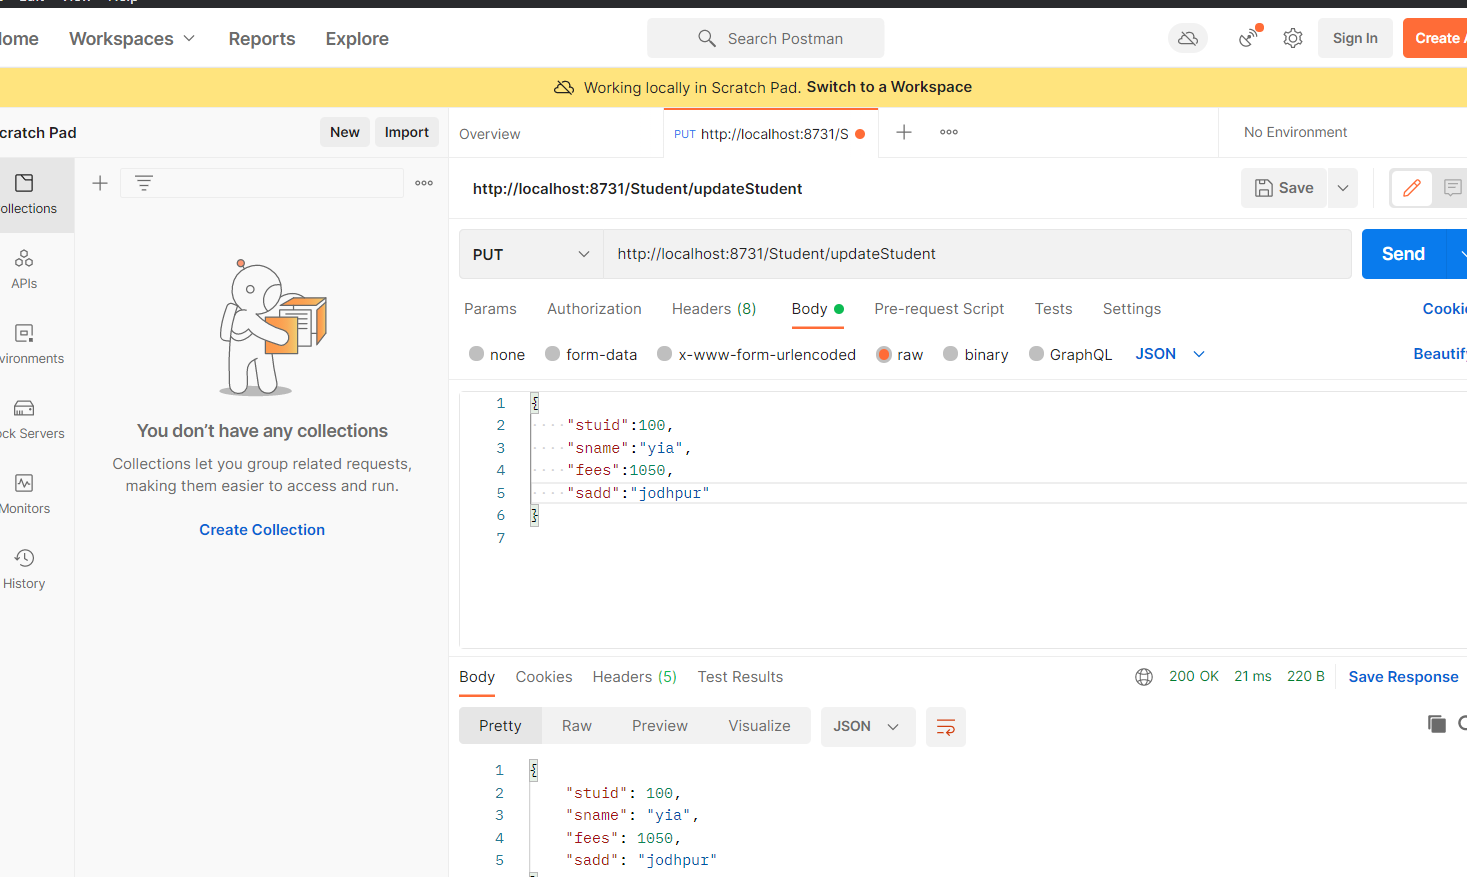 Home Workspaces Reports Explore Search Postman Sign In Create A
Working locally in Scratch Pad. Switch to a Workspace
Scratch Pad New Import Overview PUT http://localhost:8731/S No Environment
http://localhost:8731/Student/updateStudent Save
Collections
PUT http://localhost:8731/Student/updateStudent Send
APIs
Params Authorization Headers (8) Body Pre-request Script Tests Settings Cookie
none form-data x-www-form-urlencoded raw binary GraphQL JSON Beautify
vironments
1 {
2 "stuid":100,
3 "sname":"yia",
4 "fees":1050,
5 "sadd":"jodhpur"
6 }
7
ock Servers
Monitors
History
You don’t have any collections
Collections let you group related requests,
making them easier to access and run.
Create Collection
Body Cookies Headers (5) Test Results 200 OK 21 ms 220 B Save Response
Pretty Raw Preview Visualize JSON
1 {
2 "stuid": 100,
3 "sname": "yia",
4 "fees": 1050,
5 "sadd": "jodhpur"